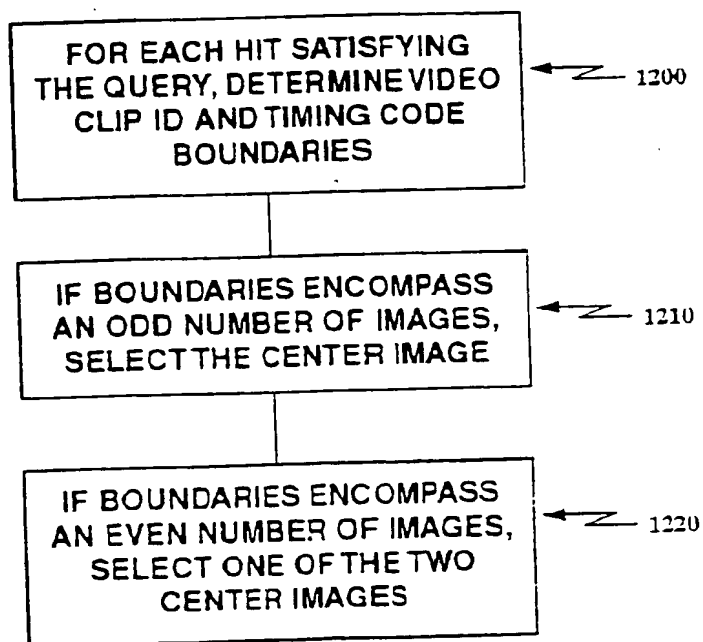 FOR EACH HIT SATISFYING
THE QUERY, DETERMINE VIDEO
CLIP ID AND TIMING CODE
BOUNDARIES
1200
IF BOUNDARIES ENCOMPASS
AN ODD NUMBER OF IMAGES,
SELECT THE CENTER IMAGE
1210
IF BOUNDARIES ENCOMPASS
AN EVEN NUMBER OF IMAGES,
SELECT ONE OF THE TWO
CENTER IMAGES
1220